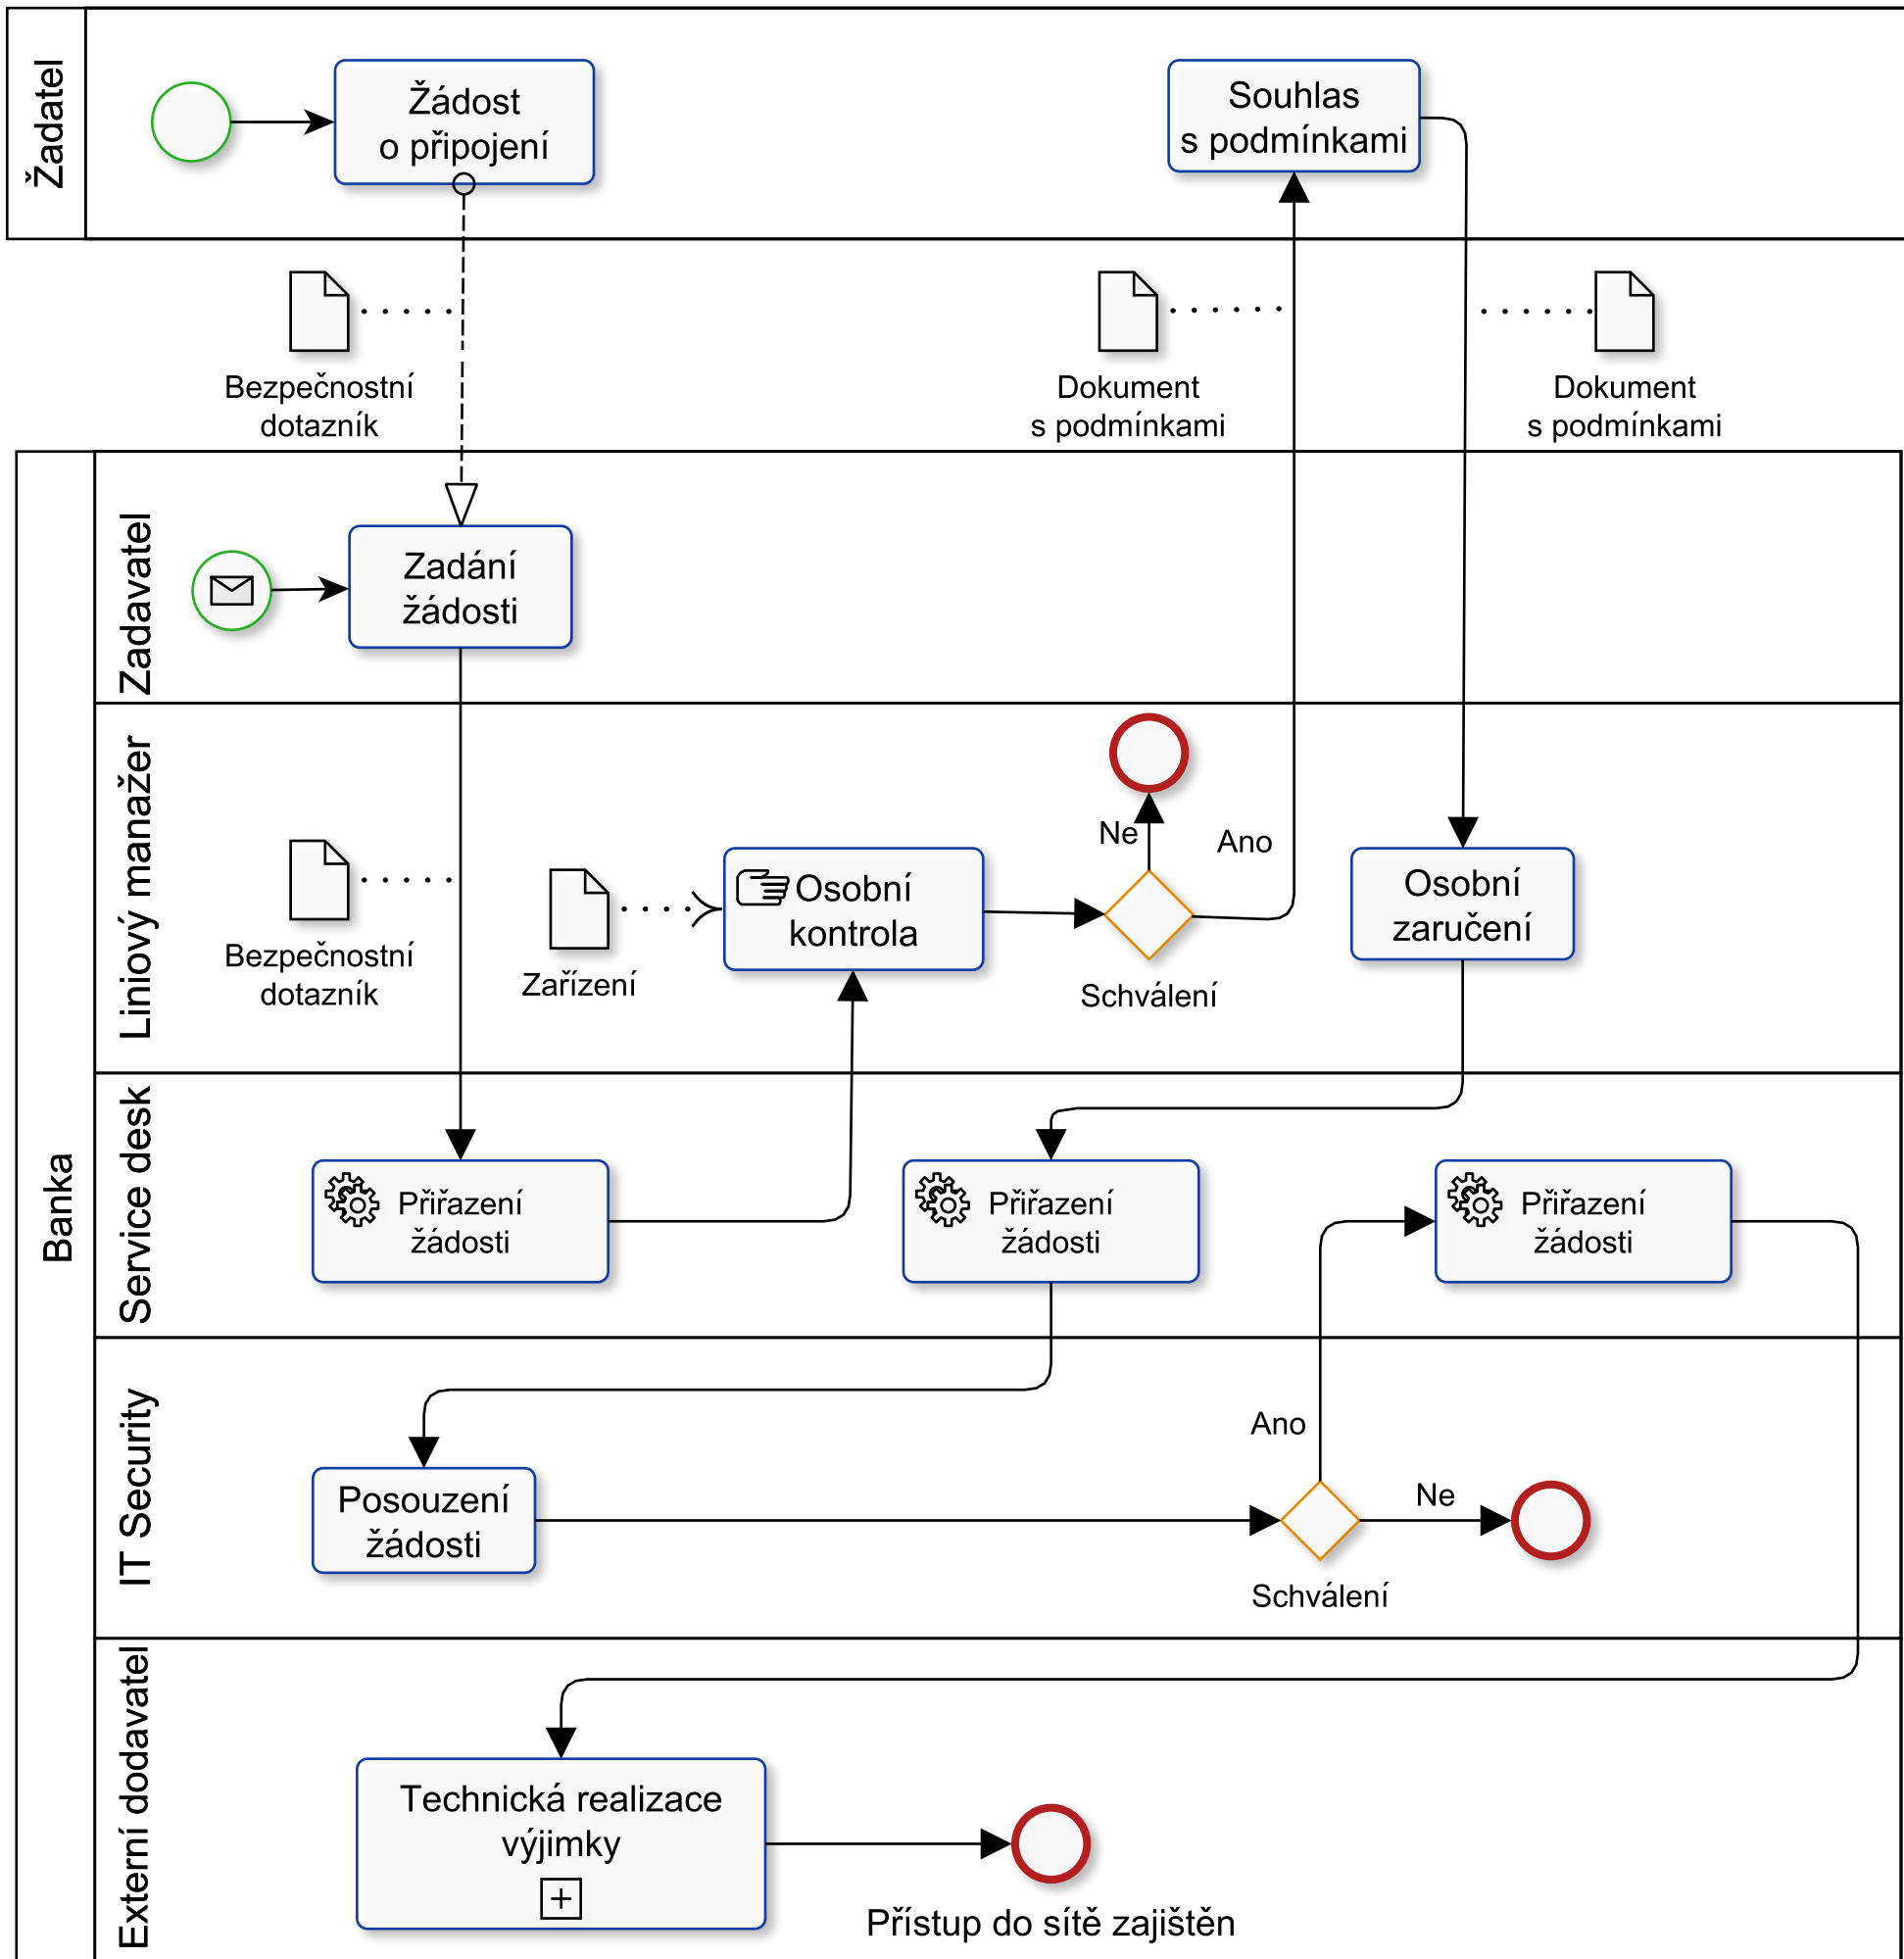 Žadatel
Žádost
o připojení
Souhlas
s podmínkami
Bezpečnostní
dotazník
Dokument
s podmínkami
Dokument
s podmínkami
Banka
Zadavatel
Zadání
žádosti
Liniový manažer
Bezpečnostní
dotazník
Zařízení
Osobní
kontrola
Ne
Ano
Schválení
Osobní
zaručení
Service desk
Přiřazení
žádosti
Přiřazení
žádosti
Přiřazení
žádosti
IT Security
Posouzení
žádosti
Ano
Ne
Schválení
Externí dodavatel
Technická realizace
výjimky
Přístup do sítě zajištěn